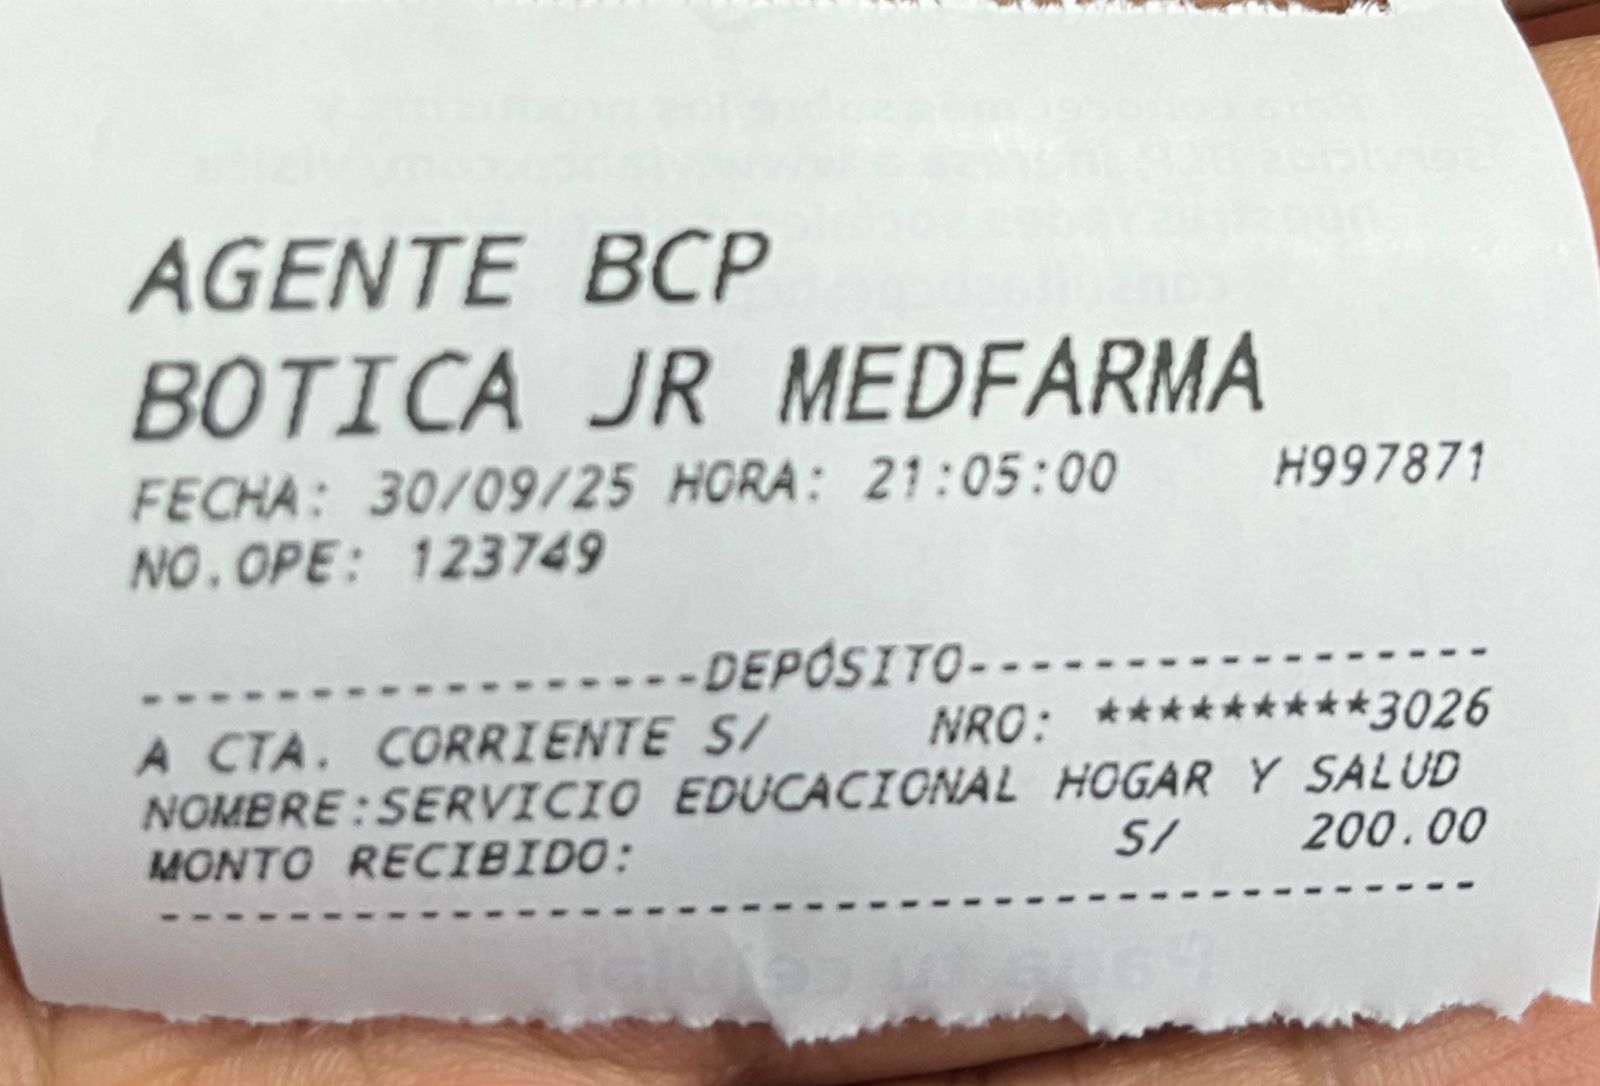 AGENTE BCP
BOTICA JR MEDFARMA
FECHA: 30/09/25 HORA: 21:05:00 H997871
NO.OPE: 123749
------------------DEPÓSITO------------------
A CTA. CORRIENTE S/ NRO: *********3026
NOMBRE:SERVICIO EDUCACIONAL HOGAR Y SALUD
MONTO RECIBIDO: S/ 200.00
--------------------------------------------